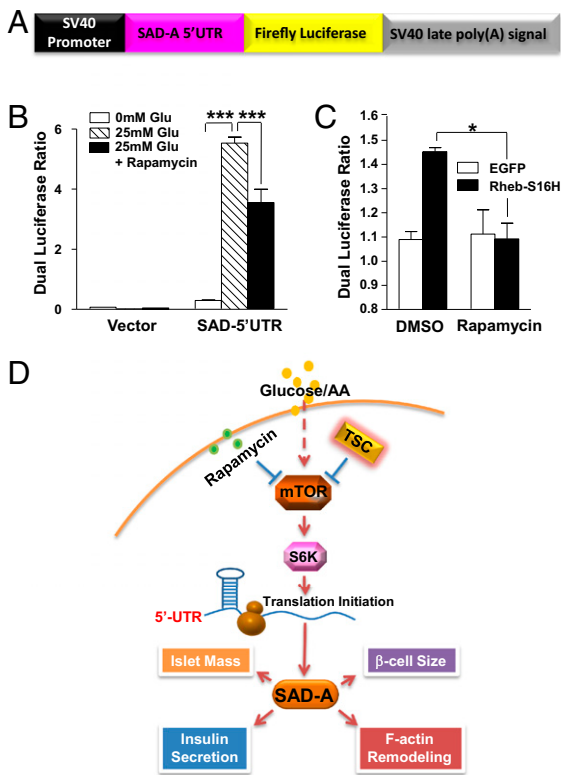 A
SV40
Promoter
SAD-A 5'UTR
Firefly Luciferase
SV40 late poly(A) signal
B
0mM Glu
25mM Glu
25mM Glu
+ Rapamycin
*** ***
Dual Luciferase Ratio
6
4
2
0
Vector
SAD-5'UTR
C
*
EGFP
Rheb-S16H
Dual Luciferase Ratio
1.6
1.5
1.4
1.3
1.2
1.1
1.0
0.9
0.8
DMSO
Rapamycin
D
Glucose/AA
Rapamycin
TSC
mTOR
S6K
Translation Initiation
5'-UTR
Islet Mass
β-cell Size
SAD-A
Insulin
Secretion
F-actin
Remodeling